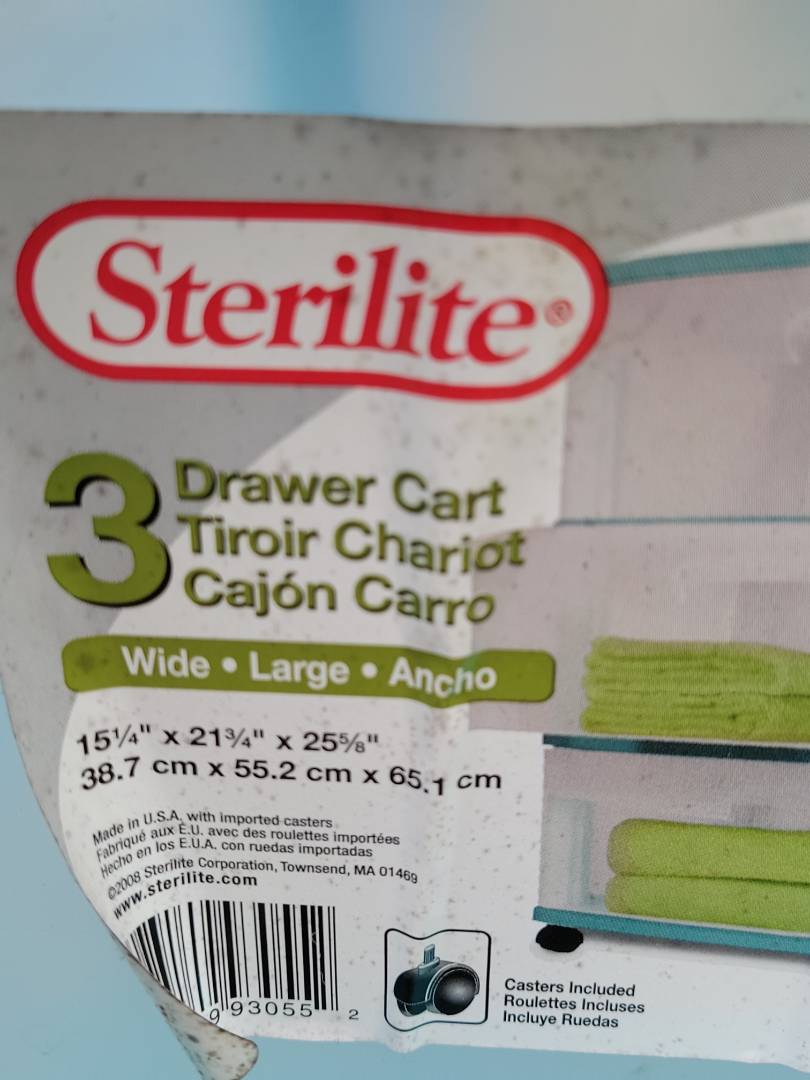 Sterilite®
3 Drawer Cart
Tiroir Chariot
Cajón Carro
Wide • Large • Ancho
15¼" x 21¾" x 25⅝"
38.7 cm x 55.2 cm x 65.1 cm
Made in U.S.A. with imported casters
Fabriqué aux É.U. avec des roulettes importées
Hecho en los E.U.A. con ruedas importadas
©2008 Sterilite Corporation, Townsend, MA 01469
www.sterilite.com
93055 2
Casters Included
Roulettes Incluses
Incluye Ruedas